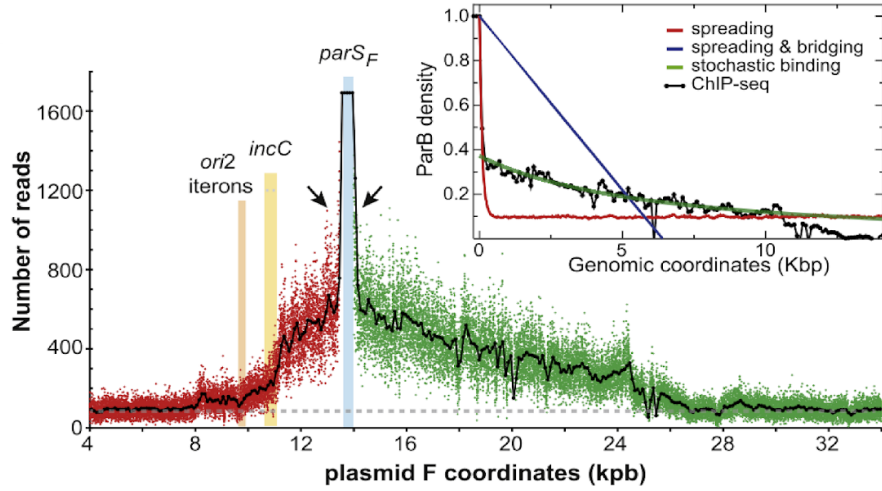 parSF
ori2
iterons
incC
Number of reads
1600
1200
800
400
0
4
8
12
14
16
20
24
28
32
plasmid F coordinates (kpb)
ParB density
1.0
0.8
0.6
0.4
0.2
0
5
10
Genomic coordinates (Kbp)
spreading
spreading & bridging
stochastic binding
ChIP-seq